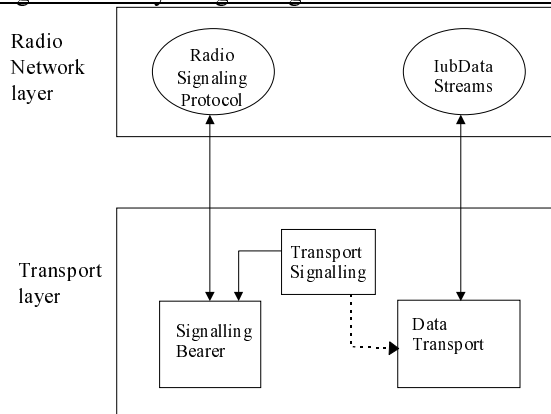 Radio
Network
layer
Radio
Signaling
Protocol
IubData
Streams
Transport
layer
Transport
Signalling
Signalling
Bearer
Data
Transport